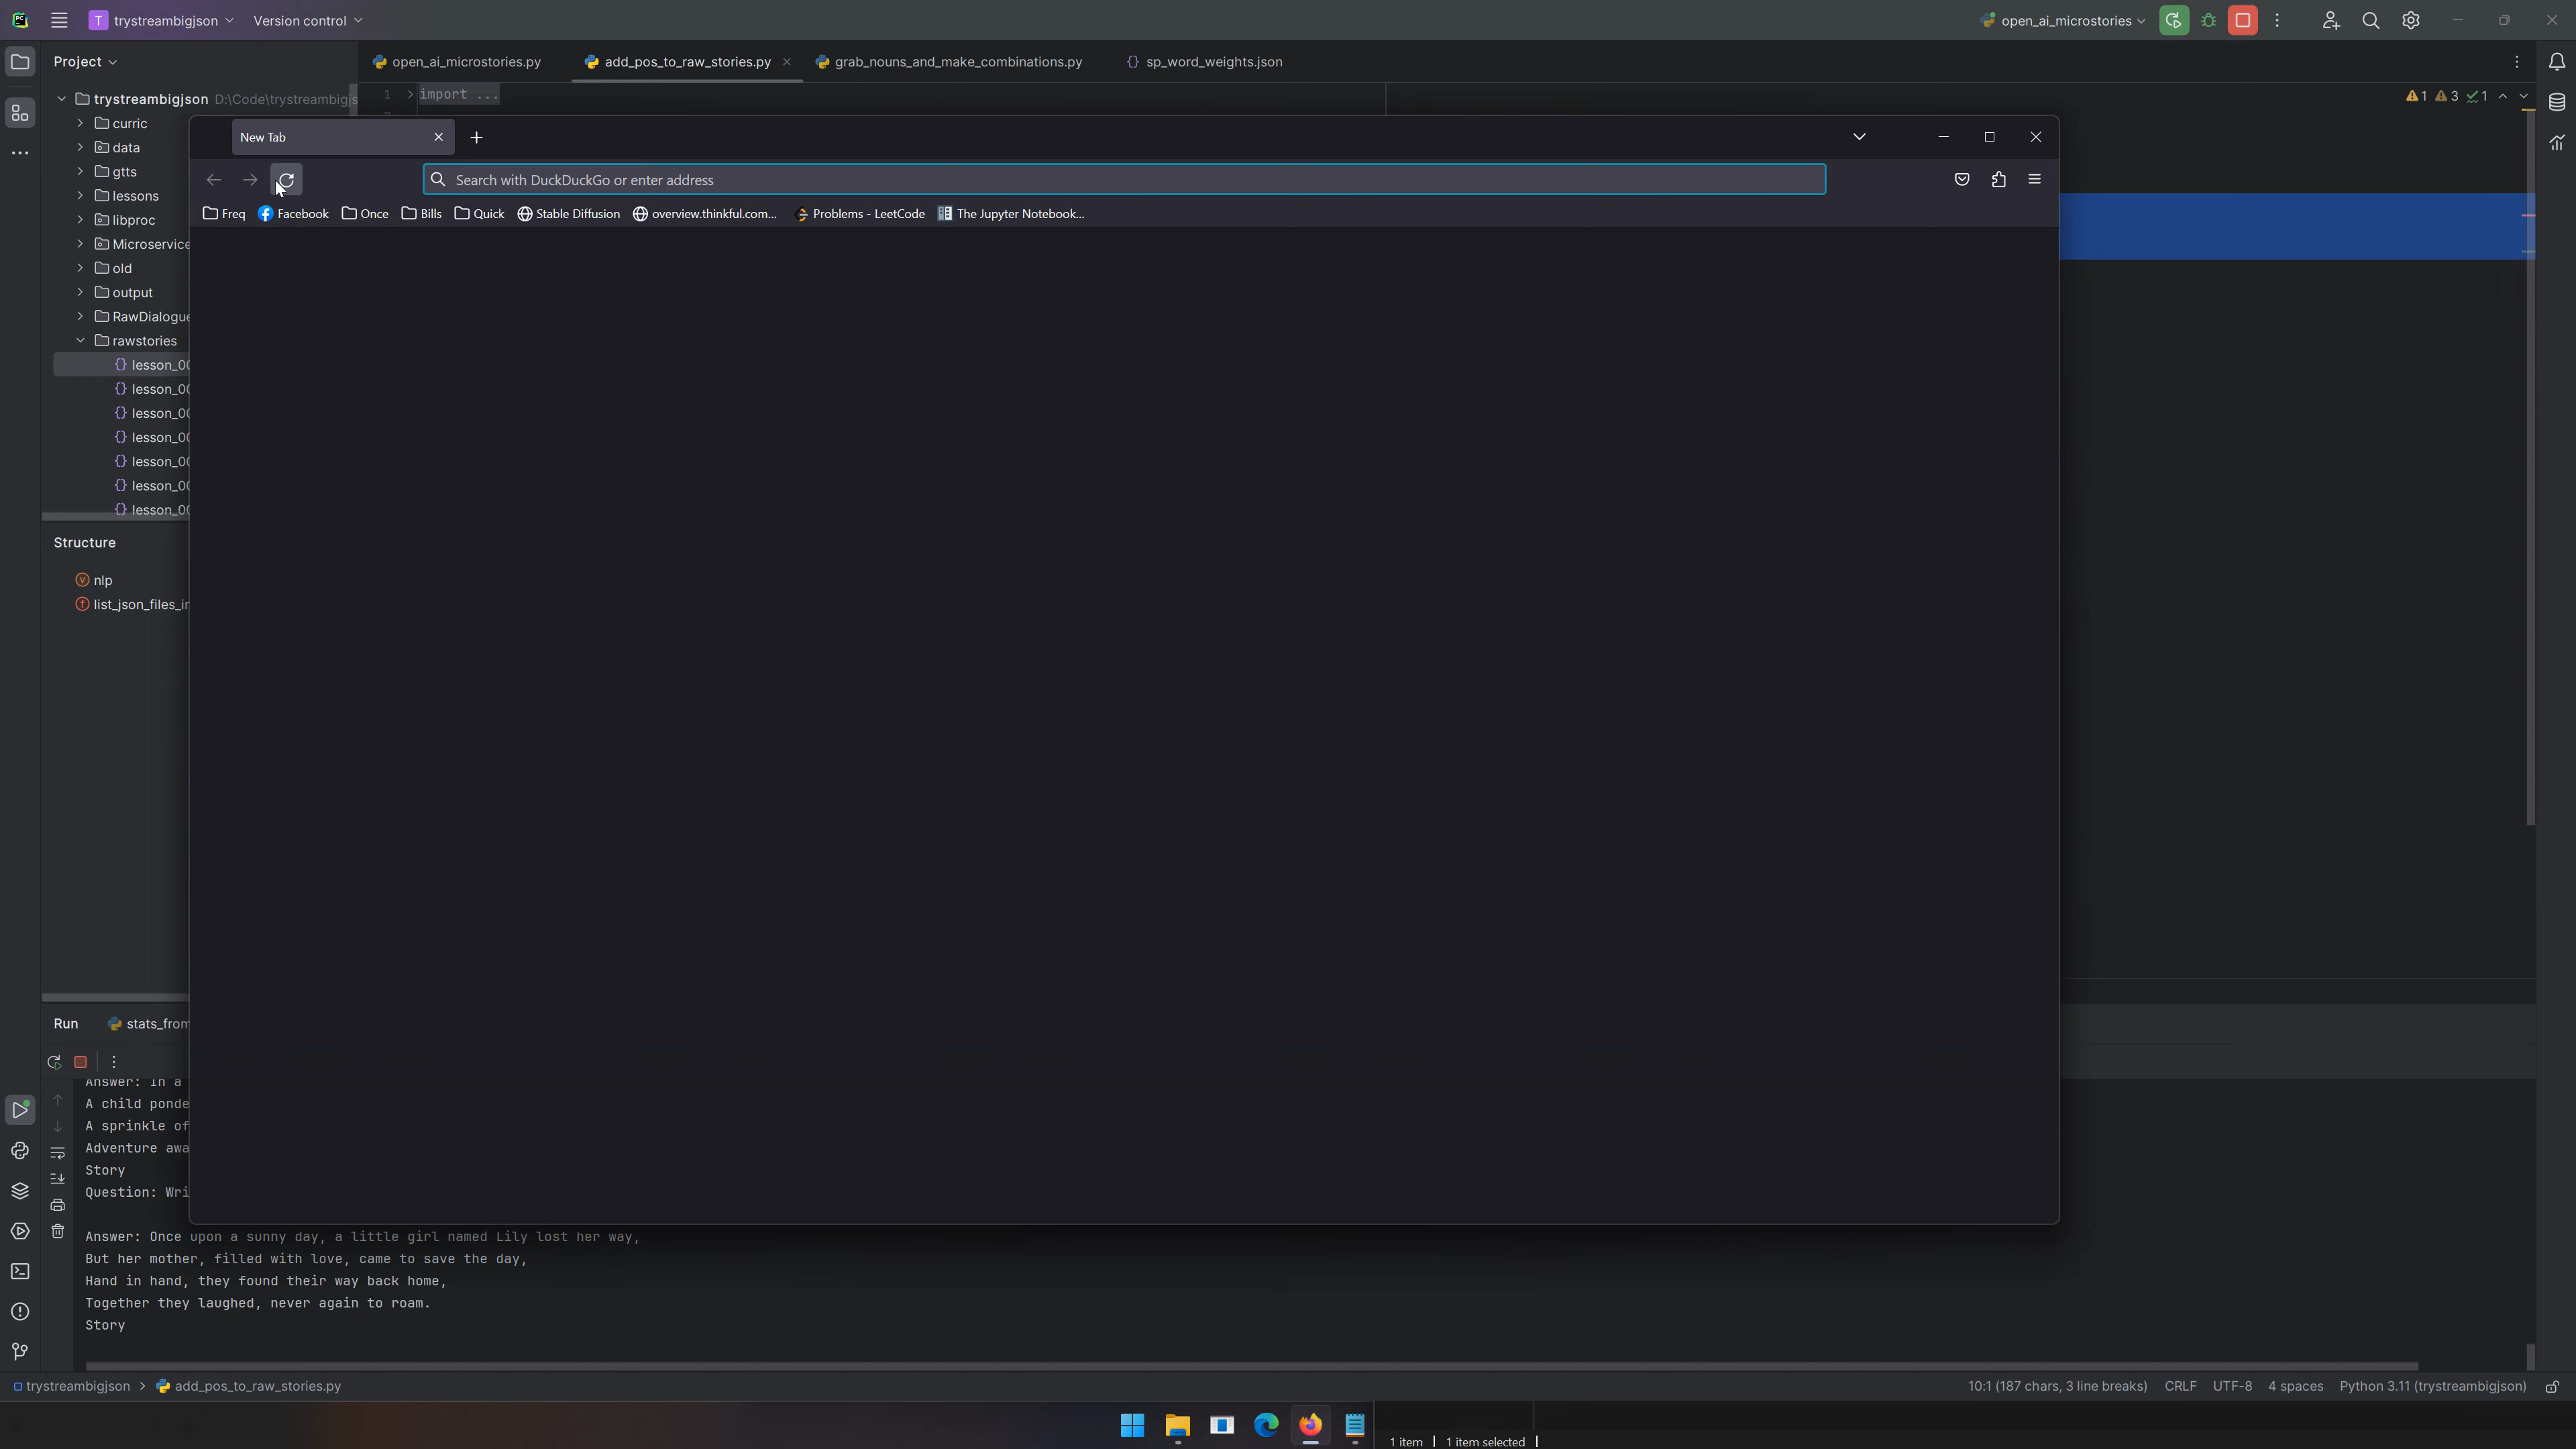 T trystreambigjson Version control open_ai_microstories
Project open_ai_microstories.py add_pos_to_raw_stories.py grab_nouns_and_make_combinations.py sp_word_weights.json
trystreambigjson D:\Code\trystreambigjs
1 import ...
1 3 1
curric
data
gtts
lessons
libproc
Microservice
old
output
RawDialogue
rawstories
lesson_00
lesson_00
lesson_00
lesson_00
lesson_00
lesson_00
lesson_00
New Tab
Search with DuckDuckGo or enter address
Freq Facebook Once Bills Quick Stable Diffusion overview.thinkful.com... Problems - LeetCode The Jupyter Notebook...
Structure
nlp
list_json_files_in
Run stats_from
Answer: In a
A child ponde
A sprinkle of
Adventure awa
Story
Question: Wri
Answer: Once upon a sunny day, a little girl named Lily lost her way,
But her mother, filled with love, came to save the day,
Hand in hand, they found their way back home,
Together they laughed, never again to roam.
Story
trystreambigjson > add_pos_to_raw_stories.py 10:1 (187 chars, 3 line breaks) CRLF UTF-8 4 spaces Python 3.11 (trystreambigjson)
1 item 1 item selected